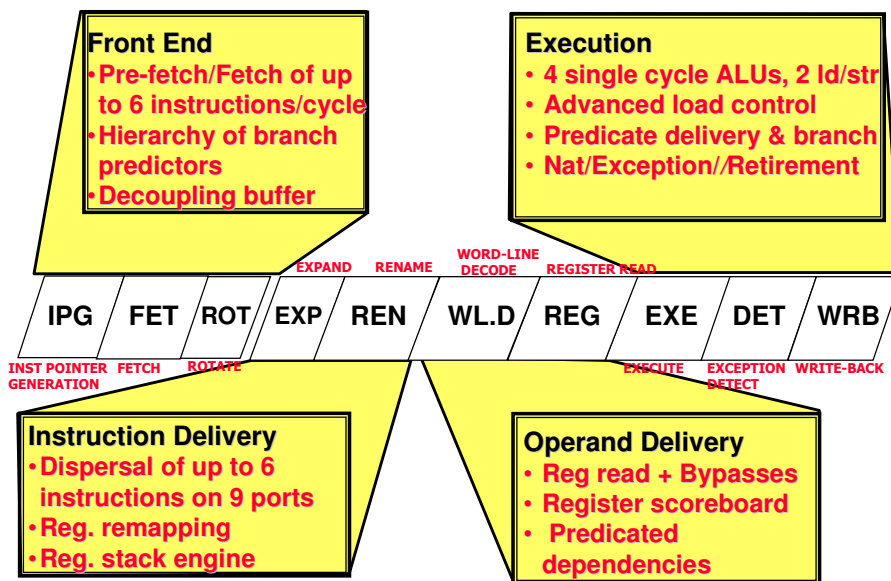 Front End
•Pre-fetch/Fetch of up
to 6 instructions/cycle
•Hierarchy of branch
predictors
•Decoupling buffer
Execution
• 4 single cycle ALUs, 2 ld/str
• Advanced load control
• Predicate delivery & branch
• Nat/Exception//Retirement
EXPAND
RENAME
WORD-LINE
DECODE
REGISTER READ
IPG
FET
ROT
EXP
REN
WL.D
REG
EXE
DET
WRB
INST POINTER
GENERATION
FETCH
ROTATE
EXECUTE
EXCEPTION
DETECT
WRITE-BACK
Instruction Delivery
•Dispersal of up to 6
instructions on 9 ports
•Reg. remapping
•Reg. stack engine
Operand Delivery
• Reg read + Bypasses
• Register scoreboard
• Predicated
dependencies